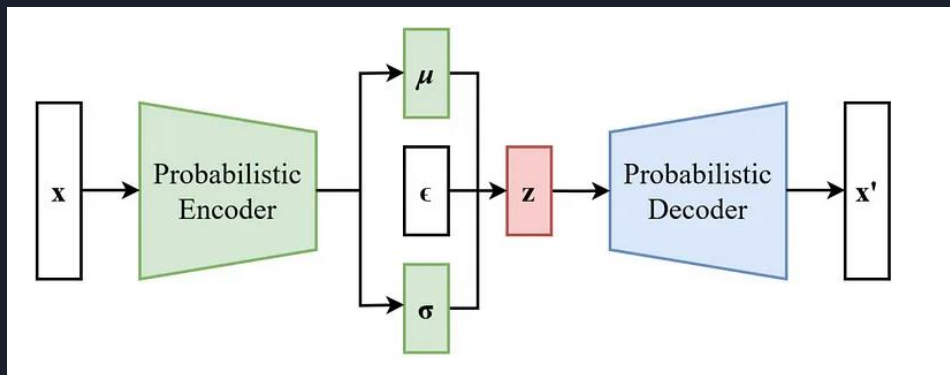 x
Probabilistic
Encoder
μ
ϵ
σ
z
Probabilistic
Decoder
x'